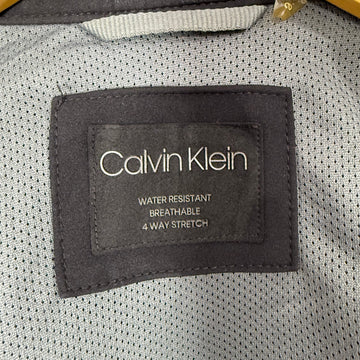 Calvin Klein
WATER RESISTANT
BREATHABLE
4 WAY STRETCH